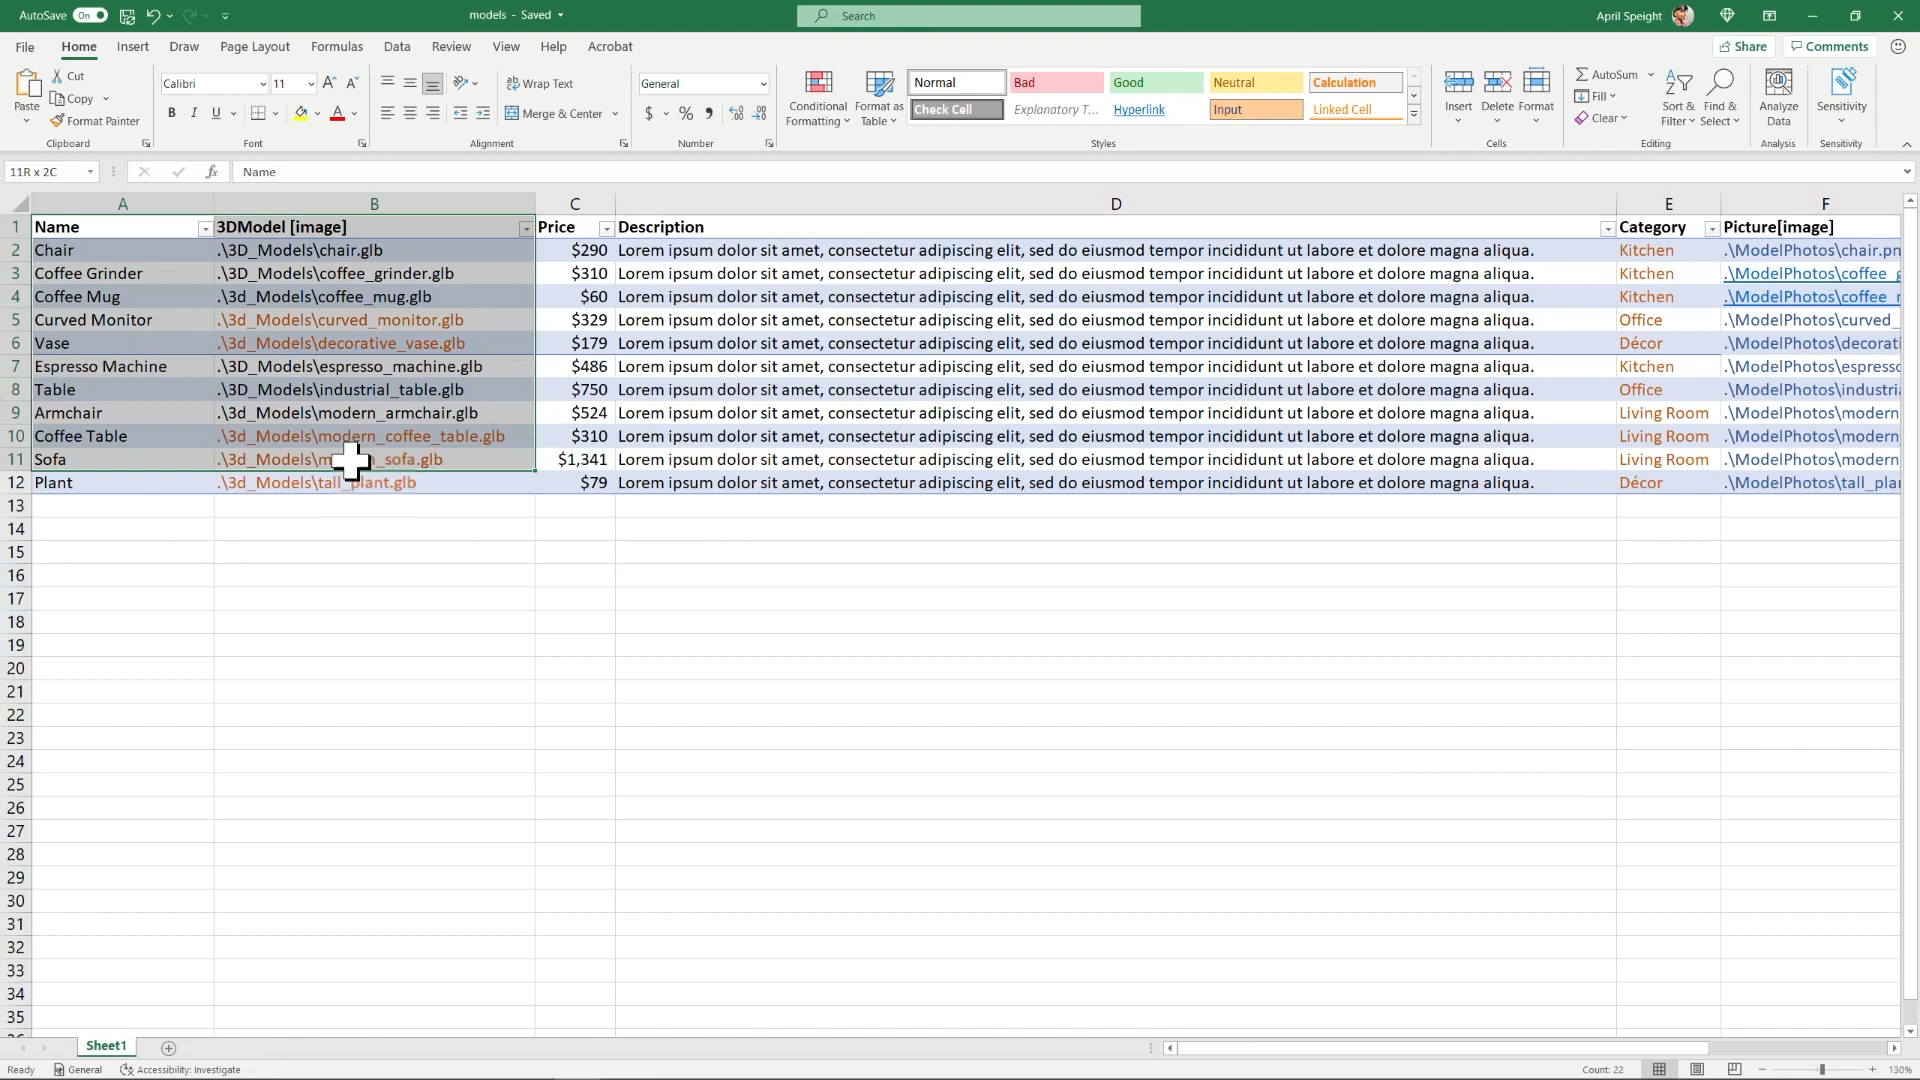 AutoSave On models - Saved Search April Speight
File Home Insert Draw Page Layout Formulas Data Review View Help Acrobat Share Comments
Paste Cut Copy Format Painter Clipboard
Calibri 11 B I U Font
Wrap Text Merge & Center Alignment
General $ % Number
Conditional Formatting Format as Table
Normal Bad Good Neutral Calculation
Check Cell Explanatory T... Hyperlink Input Linked Cell
Styles
Insert Delete Format Cells
AutoSum Fill Clear Sort & Filter Find & Select Editing
Analyze Data Analysis
Sensitivity Sensitivity
11R x 2C fx Name
A B C D E F
1 Name 3DModel [image] Price Description Category Picture[image]
2 Chair .\3D_Models\chair.glb $290 Lorem ipsum dolor sit amet, consectetur adipiscing elit, sed do eiusmod tempor incididunt ut labore et dolore magna aliqua. Kitchen .\ModelPhotos\chair.pn
3 Coffee Grinder .\3D_Models\coffee_grinder.glb $310 Lorem ipsum dolor sit amet, consectetur adipiscing elit, sed do eiusmod tempor incididunt ut labore et dolore magna aliqua. Kitchen .\ModelPhotos\coffee_g
4 Coffee Mug .\3d_Models\coffee_mug.glb $60 Lorem ipsum dolor sit amet, consectetur adipiscing elit, sed do eiusmod tempor incididunt ut labore et dolore magna aliqua. Kitchen .\ModelPhotos\coffee_
5 Curved Monitor .\3d_Models\curved_monitor.glb $329 Lorem ipsum dolor sit amet, consectetur adipiscing elit, sed do eiusmod tempor incididunt ut labore et dolore magna aliqua. Office .\ModelPhotos\curved_
6 Vase .\3d_Models\decorative_vase.glb $179 Lorem ipsum dolor sit amet, consectetur adipiscing elit, sed do eiusmod tempor incididunt ut labore et dolore magna aliqua. Décor .\ModelPhotos\decorati
7 Espresso Machine .\3D_Models\espresso_machine.glb $486 Lorem ipsum dolor sit amet, consectetur adipiscing elit, sed do eiusmod tempor incididunt ut labore et dolore magna aliqua. Kitchen .\ModelPhotos\espresso
8 Table .\3D_Models\industrial_table.glb $750 Lorem ipsum dolor sit amet, consectetur adipiscing elit, sed do eiusmod tempor incididunt ut labore et dolore magna aliqua. Office .\ModelPhotos\industria
9 Armchair .\3d_Models\modern_armchair.glb $524 Lorem ipsum dolor sit amet, consectetur adipiscing elit, sed do eiusmod tempor incididunt ut labore et dolore magna aliqua. Living Room .\ModelPhotos\modern_
10 Coffee Table .\3d_Models\modern_coffee_table.glb $310 Lorem ipsum dolor sit amet, consectetur adipiscing elit, sed do eiusmod tempor incididunt ut labore et dolore magna aliqua. Living Room .\ModelPhotos\modern_
11 Sofa .\3d_Models\m _sofa.glb $1,341 Lorem ipsum dolor sit amet, consectetur adipiscing elit, sed do eiusmod tempor incididunt ut labore et dolore magna aliqua. Living Room .\ModelPhotos\modern_
12 Plant .\3d_Models\tall_plant.glb $79 Lorem ipsum dolor sit amet, consectetur adipiscing elit, sed do eiusmod tempor incididunt ut labore et dolore magna aliqua. Décor .\ModelPhotos\tall_pla
13
14
15
16
17
18
19
20
21
22
23
24
25
26
27
28
29
30
31
32
33
34
35
Sheet1
Ready General Accessibility: Investigate Count: 22 130%